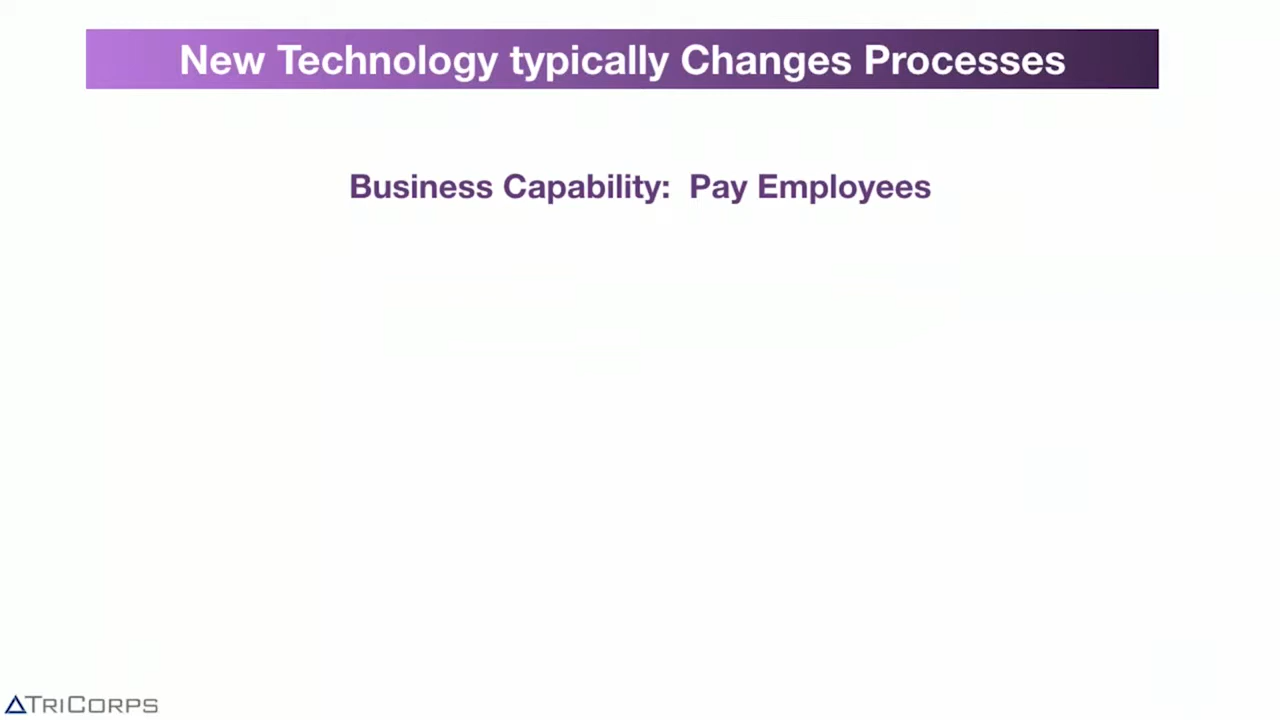 New Technology typically Changes Processes
Business Capability: Pay Employees
TRICORPS